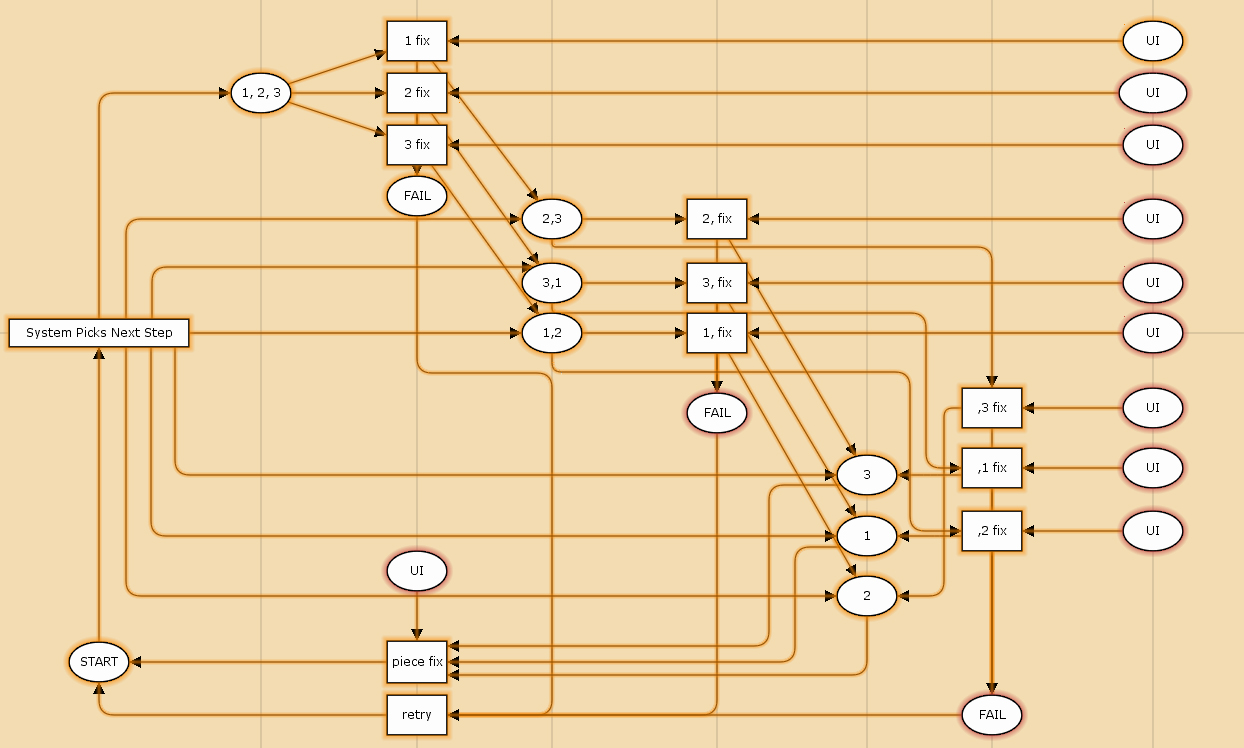 1 fix
UI
1, 2, 3
2 fix
UI
3 fix
UI
FAIL
2,3
2, fix
UI
3,1
3, fix
UI
System Picks Next Step
1,2
1, fix
UI
,3 fix
UI
FAIL
3
,1 fix
UI
1
,2 fix
UI
UI
2
START
piece fix
retry
FAIL